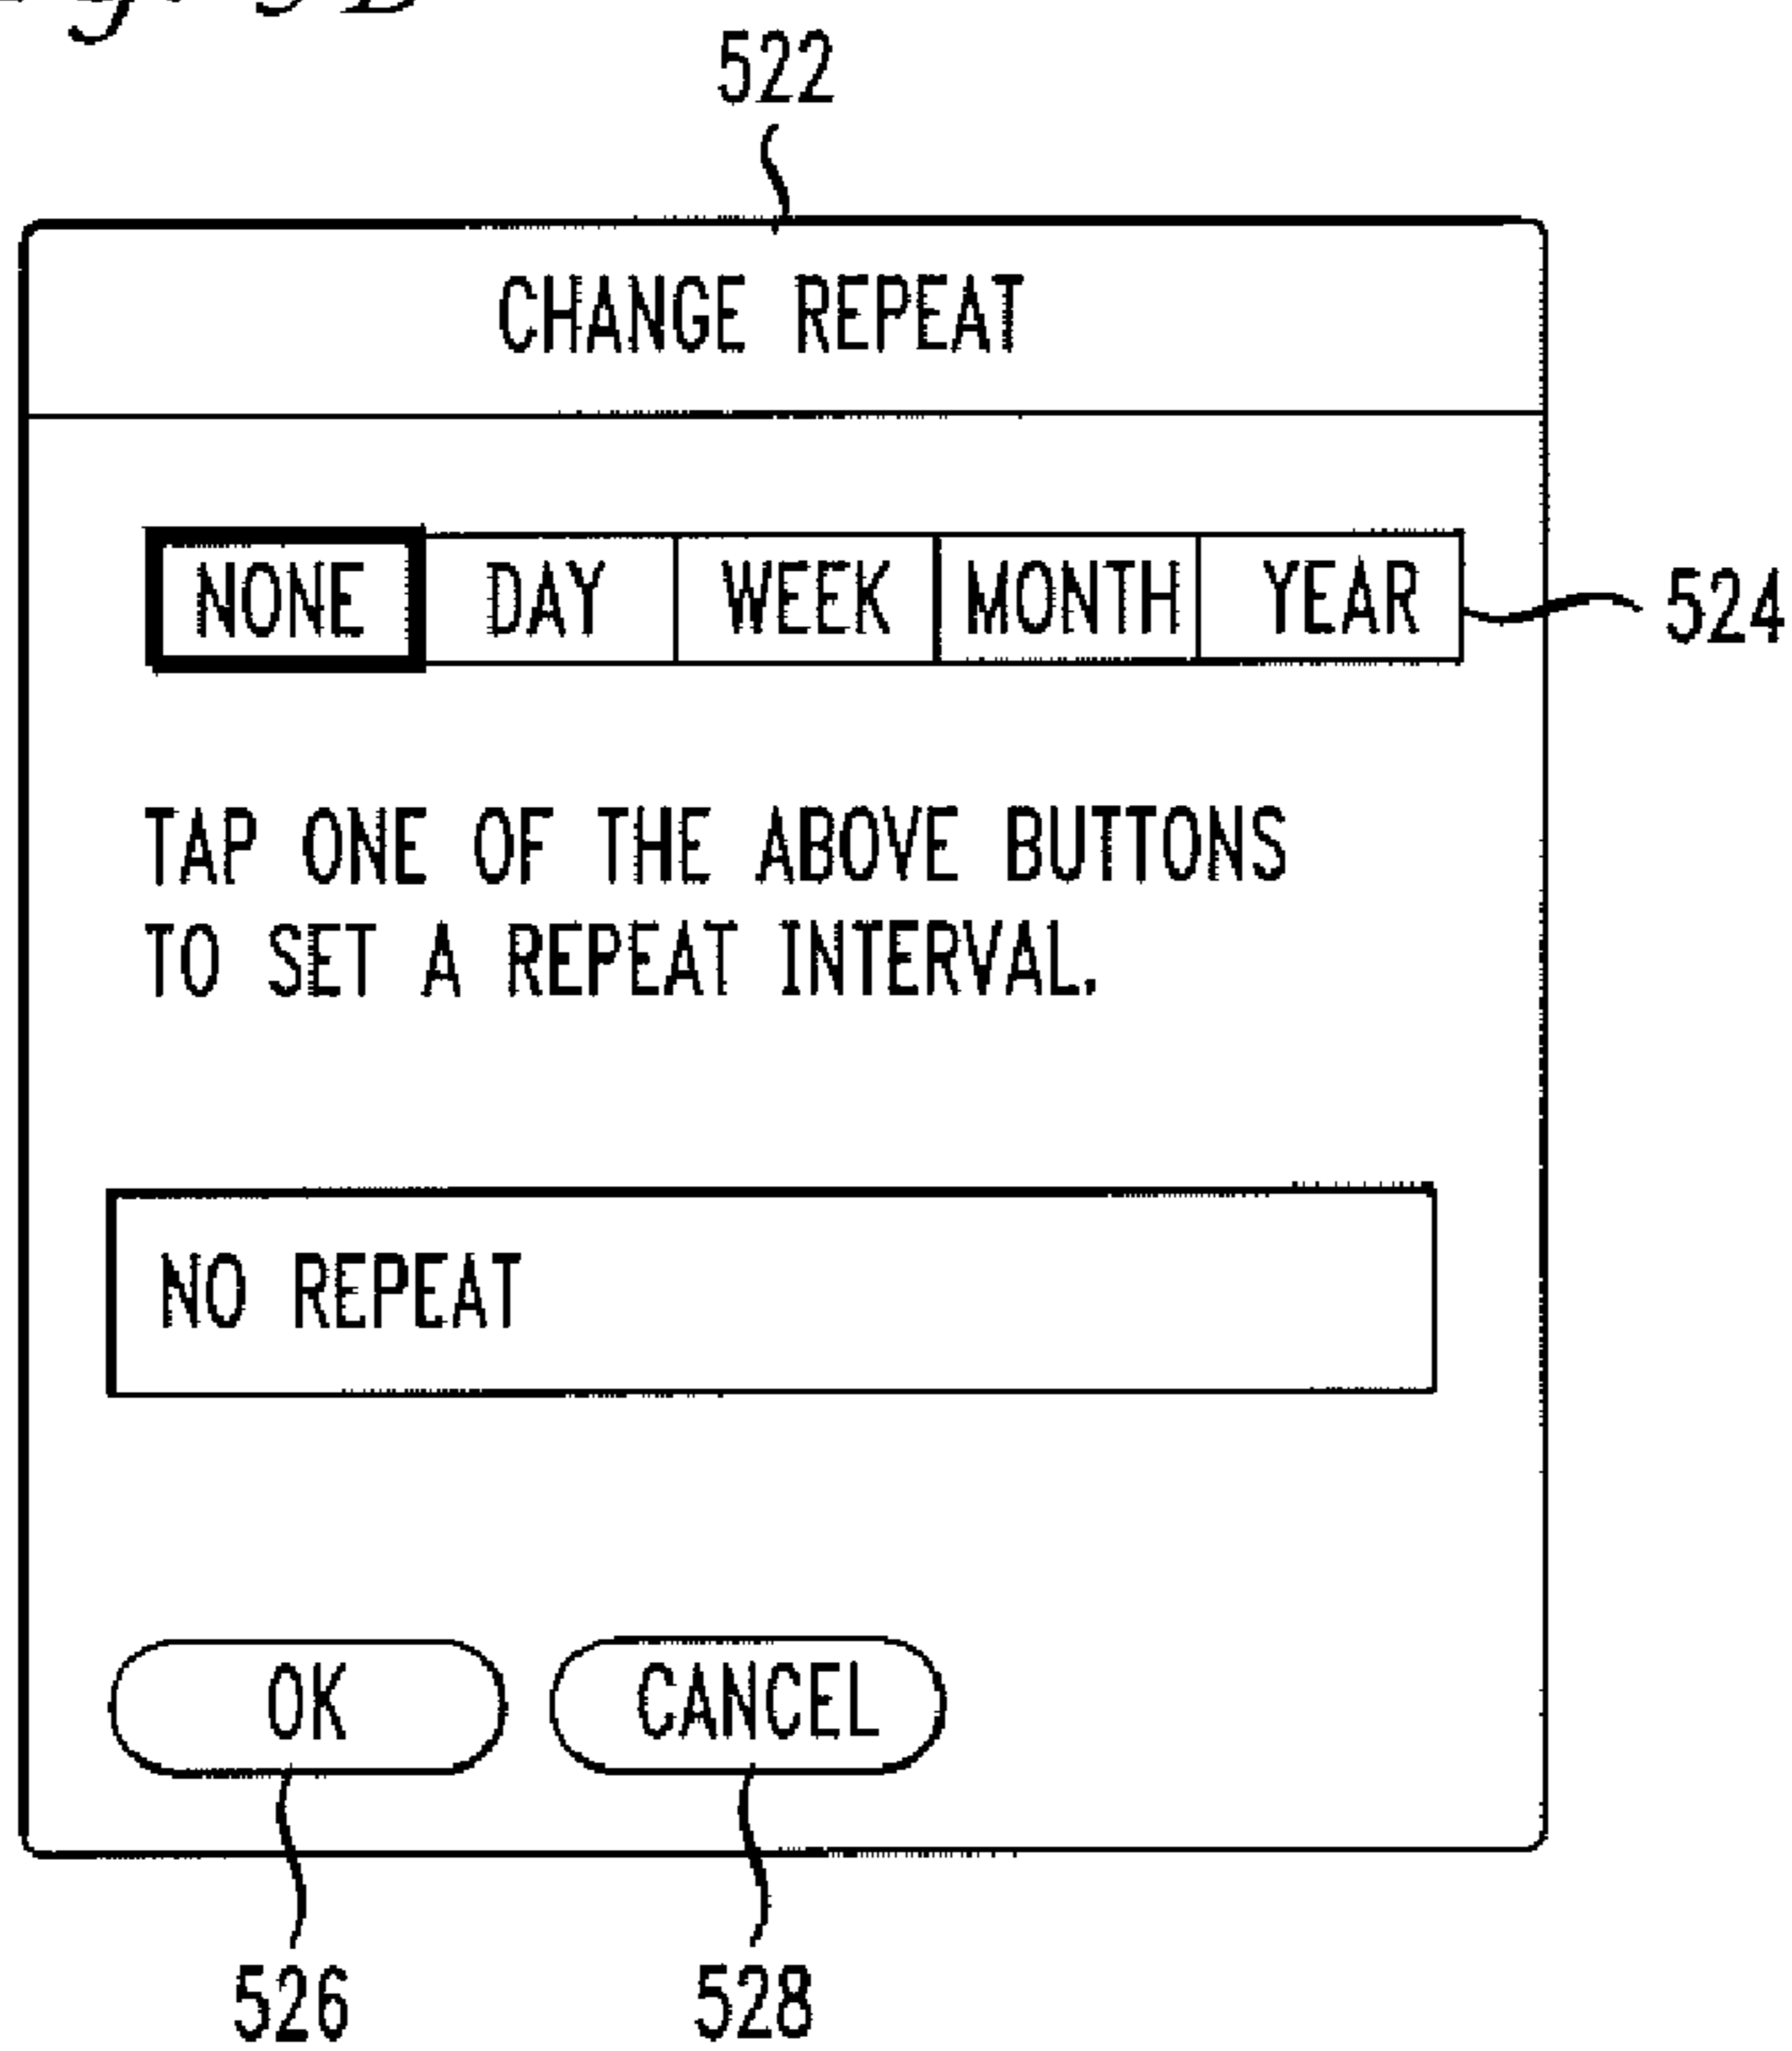 522
CHANGE REPEAT
NONE DAY WEEK MONTH YEAR
524
TAP ONE OF THE ABOVE BUTTONS
TO SET A REPEAT INTERVAL.
NO REPEAT
OK CANCEL
526 528